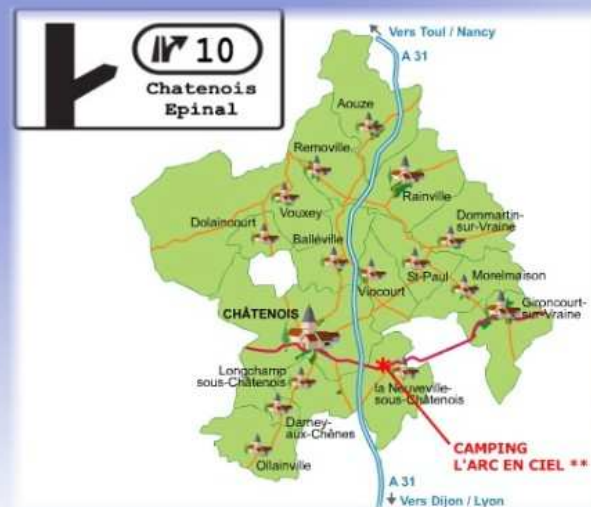 10
Chatenois
Epinal
Vers Toul / Nancy
A 31
Aouze
Removille
Rainville
Vouxey
Dolaincourt
Dommartin
-sur-Vraine
Balléville
St-Paul
Morelmaison
Viocourt
Gironcourt
-sur-Vraine
CHÂTENOIS
Longchamp
sous-Châtenois
la Neuveville
-sous-Châtenois
Darney
-aux-Chênes
Ollainville
CAMPING
L'ARC EN CIEL **
A 31
Vers Dijon / Lyon